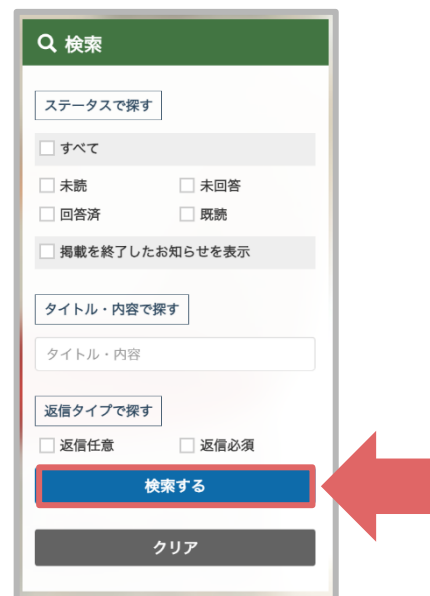 検索
ステータスで探す
すべて
未読 未回答
回答済 既読
掲載を終了したお知らせを表示
タイトル・内容で探す
タイトル・内容
返信タイプで探す
返信任意 返信必須
検索する
クリア